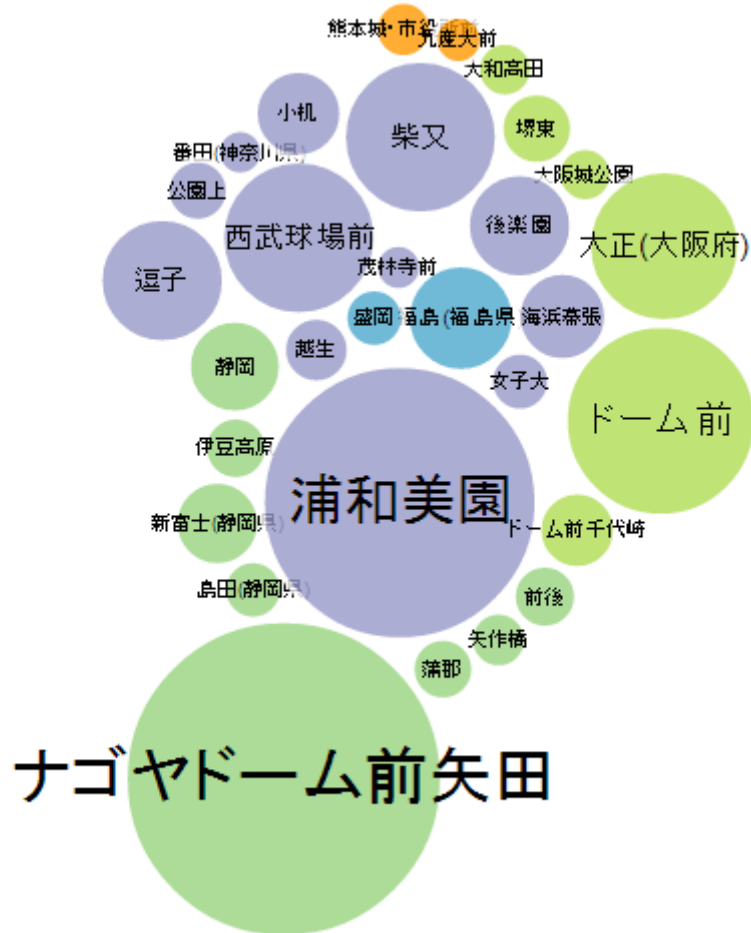 熊本城・市役所前
九産大前
大和高田
小机
柴又
堺東
番田(神奈川県)
大阪城公園
公園上
西武球場前
後楽園
大正(大阪府)
茂林寺前
逗子
盛岡
福島(福島県
海浜幕張
越生
静岡
女子大
ドーム前
伊豆高原
浦和美園
新富士(静岡県)
ドーム前千代崎
島田(静岡県)
前後
矢作橋
蒲郡
ナゴヤドーム前矢田